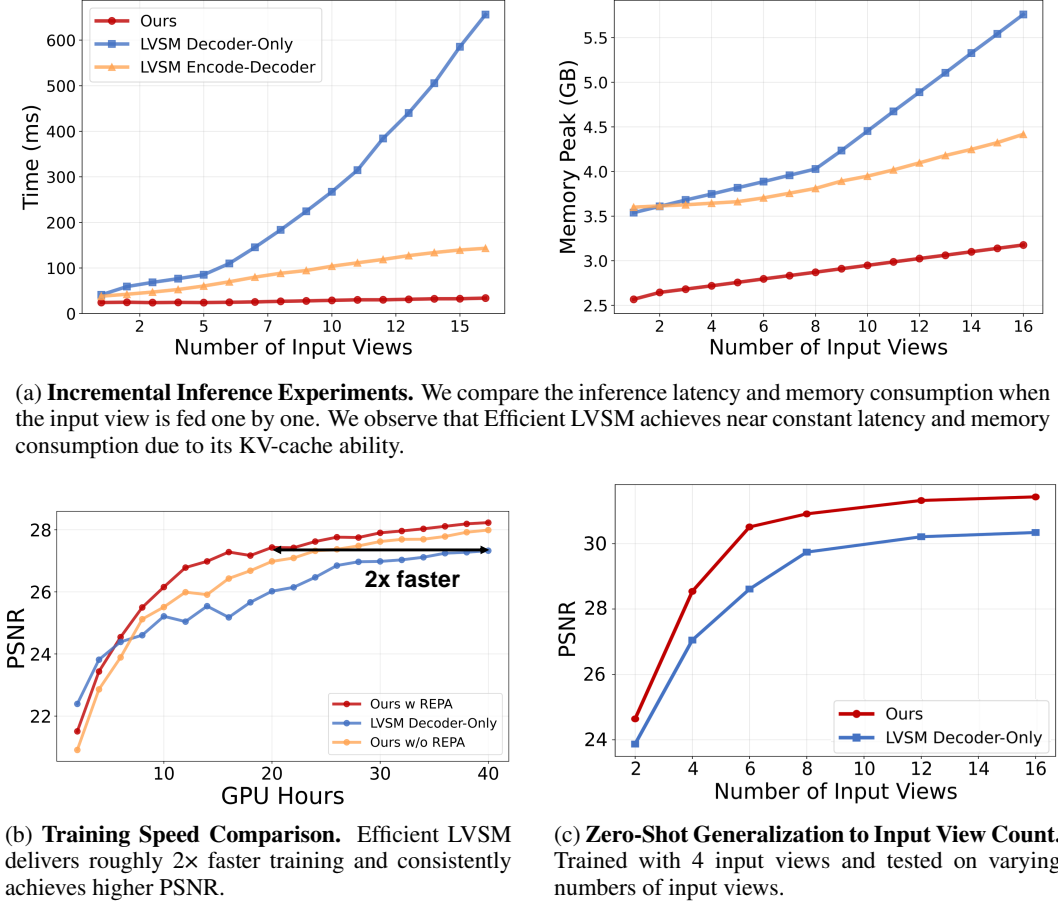 600
500
400
300
200
100
0
Time (ms)
Ours
LVSM Decoder-Only
LVSM Encode-Decoder
2
5
7
10
12
15
Number of Input Views
5.5
5.0
4.5
4.0
3.5
3.0
2.5
Memory Peak (GB)
2
4
6
8
10
12
14
16
Number of Input Views
(a) Incremental Inference Experiments. We compare the inference latency and memory consumption when
the input view is fed one by one. We observe that Efficient LVSM achieves near constant latency and memory
consumption due to its KV-cache ability.
28
26
24
22
PSNR
2x faster
Ours w REPA
LVSM Decoder-Only
Ours w/o REPA
10
20
30
40
GPU Hours
30
28
26
24
PSNR
Ours
LVSM Decoder-Only
2
4
6
8
10
12
14
16
Number of Input Views
(b) Training Speed Comparison. Efficient LVSM
delivers roughly 2× faster training and consistently
achieves higher PSNR.
(c) Zero-Shot Generalization to Input View Count.
Trained with 4 input views and tested on varying
numbers of input views.